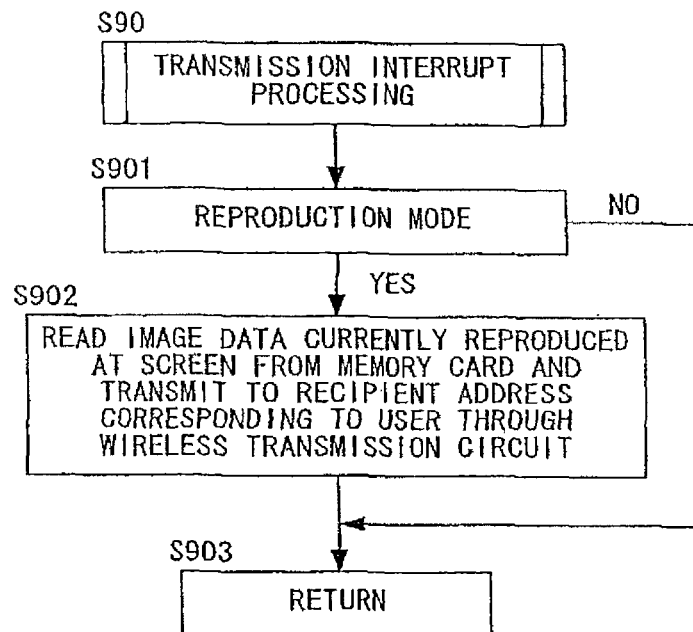 S90
TRANSMISSION INTERRUPT
PROCESSING
S901
REPRODUCTION MODE
NO
YES
S902
READ IMAGE DATA CURRENTLY REPRODUCED
AT SCREEN FROM MEMORY CARD AND
TRANSMIT TO RECIPIENT ADDRESS
CORRESPONDING TO USER THROUGH
WIRELESS TRANSMISSION CIRCUIT
S903
RETURN